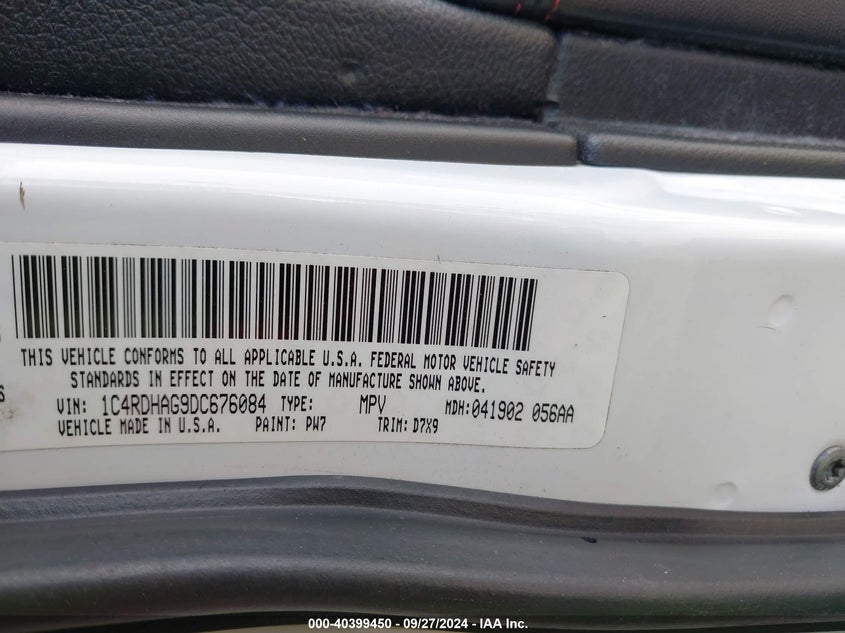 THIS VEHICLE CONFORMS TO ALL APPLICABLE U.S.A. FEDERAL MOTOR VEHICLE SAFETY
STANDARDS IN EFFECT ON THE DATE OF MANUFACTURE SHOWN ABOVE.
VIN: 1C4RDHAG9DC676084 TYPE: MPV MDH:041902 056AA
VEHICLE MADE IN U.S.A. PAINT: PW7 TRIM: D7X9
000-40399450 - 09/27/2024 - IAA Inc.